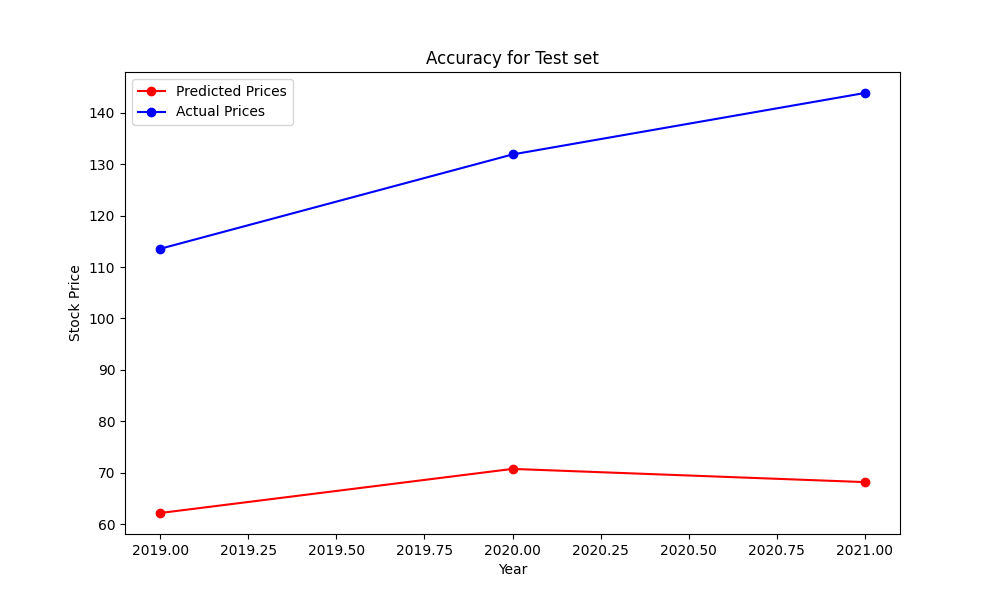 Accuracy for Test set
Predicted Prices
Actual Prices
140
130
120
110
100
90
80
70
60
Stock Price
2019.00 2019.25 2019.50 2019.75 2020.00 2020.25 2020.50 2020.75 2021.00
Year